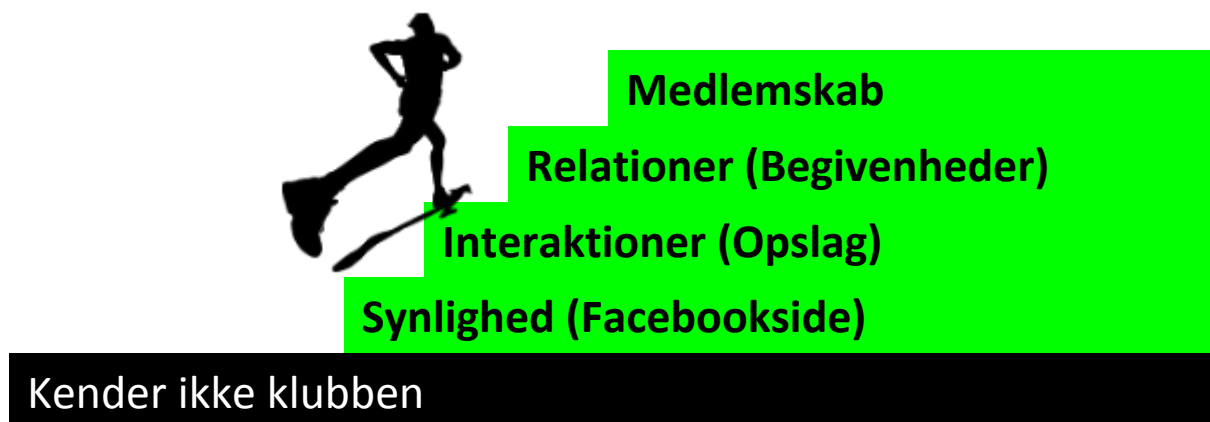 Medlemskab
Relationer (Begivenheder)
Interaktioner (Opslag)
Synlighed (Facebookside)
Kender ikke klubben